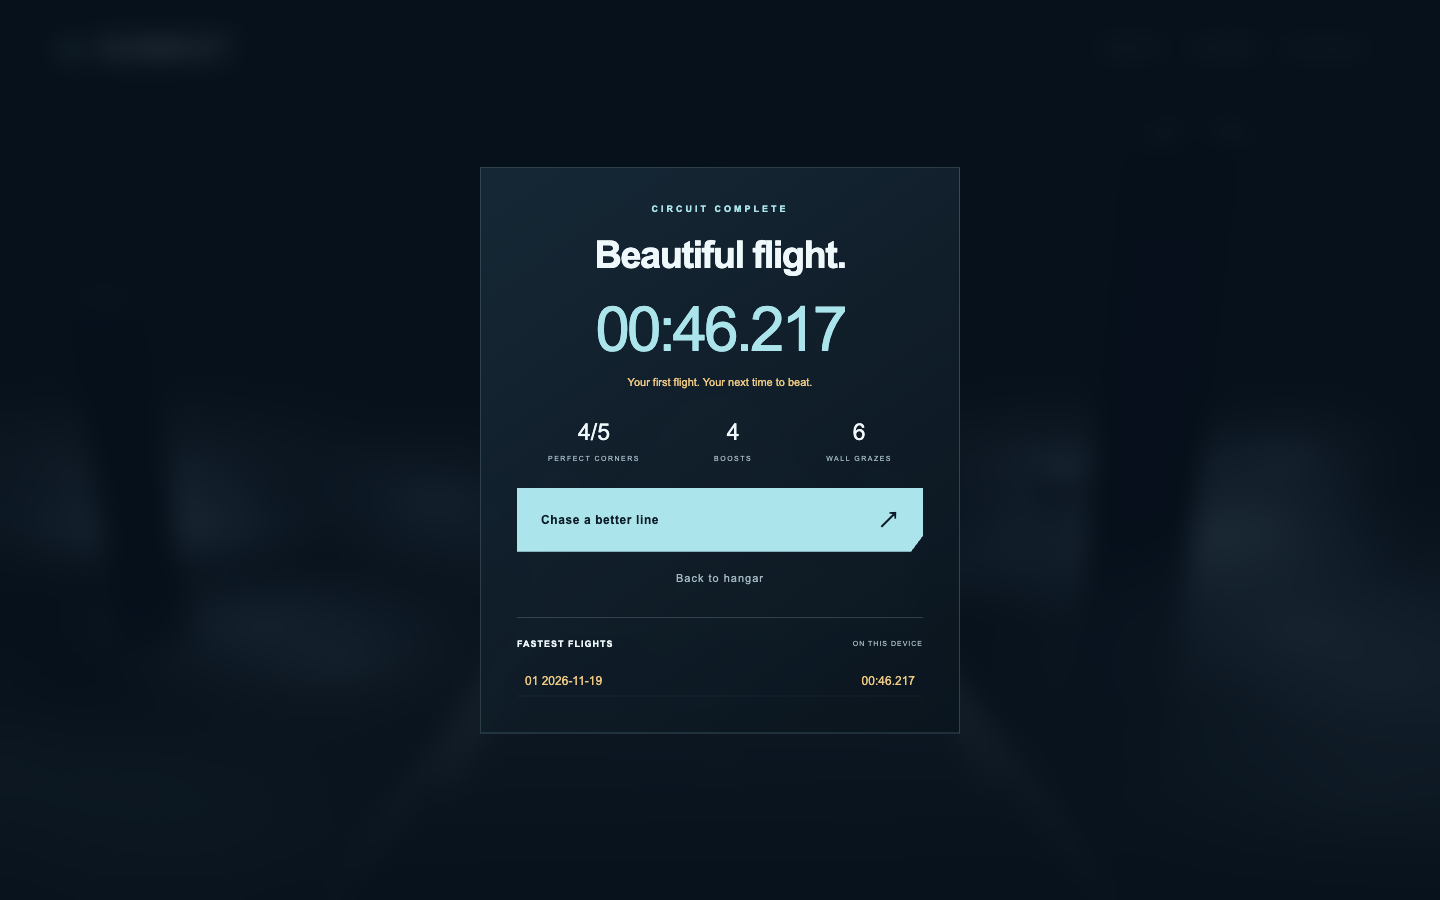 CIRCUIT COMPLETE
Beautiful flight.
00:46.217
Your first flight. Your next time to beat.
4/5 4 6
PERFECT CORNERS BOOSTS WALL GRAZES
Chase a better line ↗
Back to hangar
FASTEST FLIGHTS ON THIS DEVICE
01 2026-11-19 00:46.217